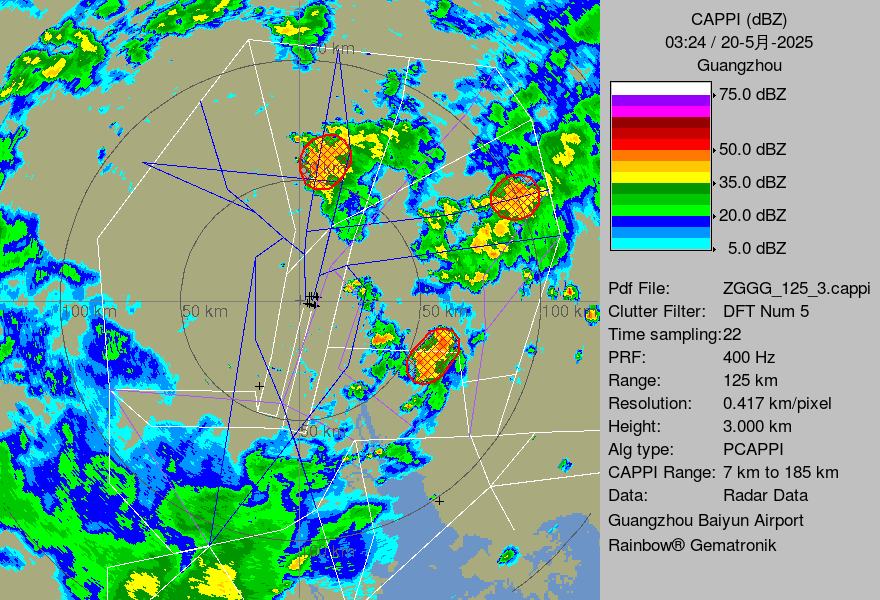 CAPPI (dBZ)
03:24 / 20-5月-2025
Guangzhou
75.0 dBZ
50.0 dBZ
35.0 dBZ
20.0 dBZ
5.0 dBZ
Pdf File: ZGGG_125_3.cappi
Clutter Filter: DFT Num 5
Time sampling:22
PRF: 400 Hz
Range: 125 km
Resolution: 0.417 km/pixel
Height: 3.000 km
Alg type: PCAPPI
CAPPI Range: 7 km to 185 km
Data: Radar Data
Guangzhou Baiyun Airport
Rainbow® Gematronik
100 km
50 km
50 km
100 km
50 km